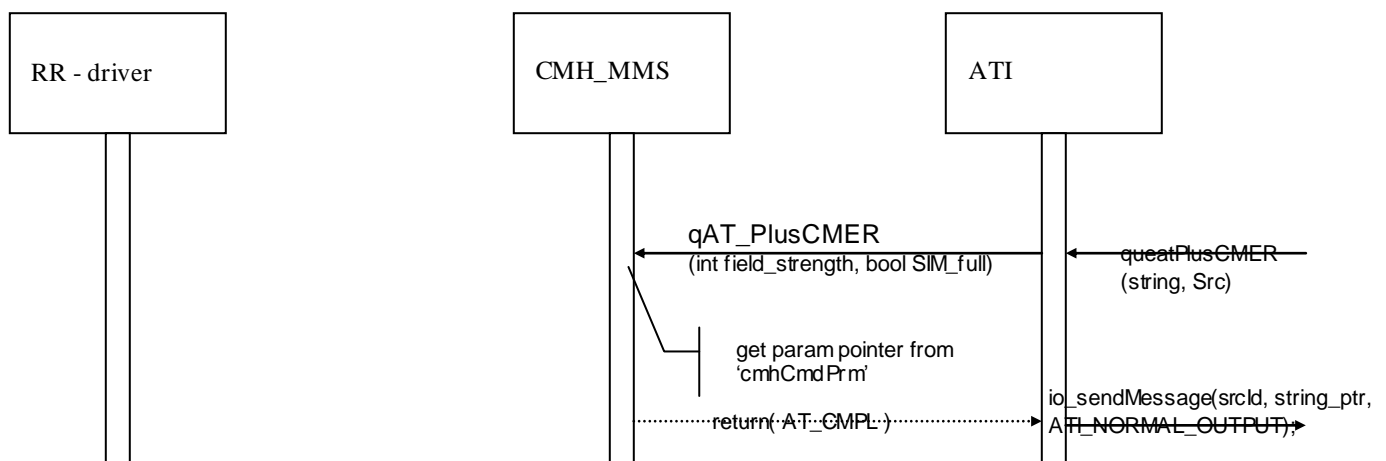 RR - driver
CMH_MMS
ATI
qAT_PlusCMER
(int field_strength, bool SIM_full)
queatPlusCMER
(string, Src)
get param pointer from
‘cmhCmdPrm’
return( AT_CMPL )
io_sendMessage(srcId, string_ptr,
ATI_NORMAL_OUTPUT);